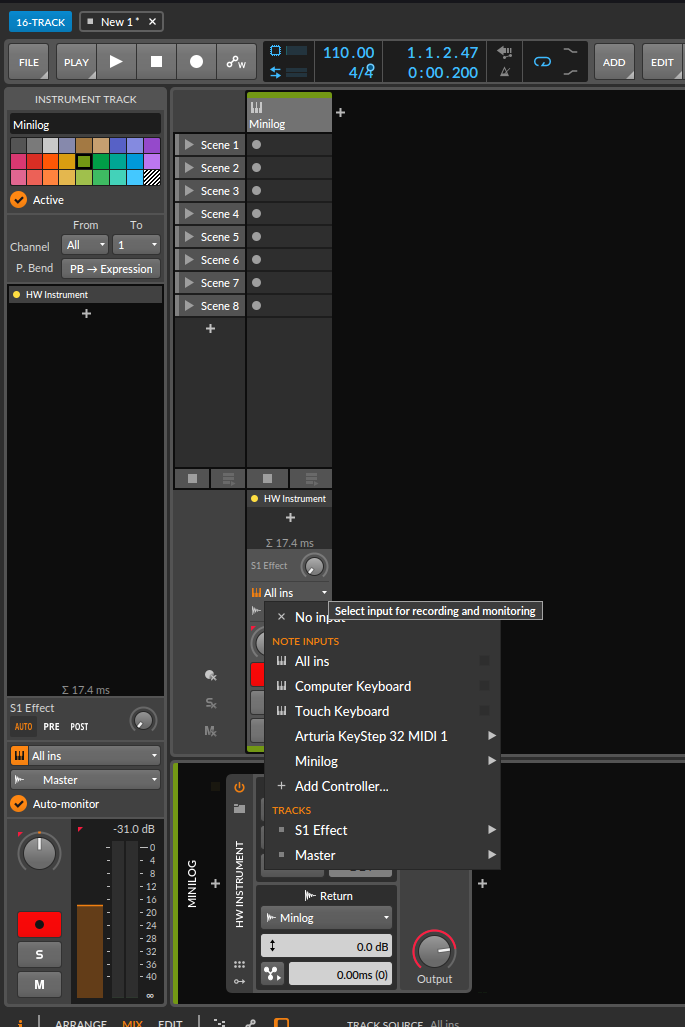 16-TRACK
New 1 *
FILE
PLAY
110.00
4/4
1.1.2.47
0:00.200
ADD
EDIT
INSTRUMENT TRACK
Minilog
Active
From
To
Channel
All
1
P. Bend
PB → Expression
HW Instrument
Σ 17.4 ms
S1 Effect
AUTO
PRE
POST
All ins
Master
Auto-monitor
-31.0 dB
0
4
8
12
16
20
24
28
32
36
40
∞
S
M
Minilog
Scene 1
Scene 2
Scene 3
Scene 4
Scene 5
Scene 6
Scene 7
Scene 8
HW Instrument
Σ 17.4 ms
S1 Effect
All ins
Select input for recording and monitoring
No input
NOTE INPUTS
All ins
Computer Keyboard
Touch Keyboard
Arturia KeyStep 32 MIDI 1
Minilog
Add Controller...
TRACKS
S1 Effect
Master
MINILOG
HW INSTRUMENT
Return
Minlog
0.0 dB
0.00ms (0)
Output
ARRANGE
MIX
EDIT
TRACK SOURCE
All ins